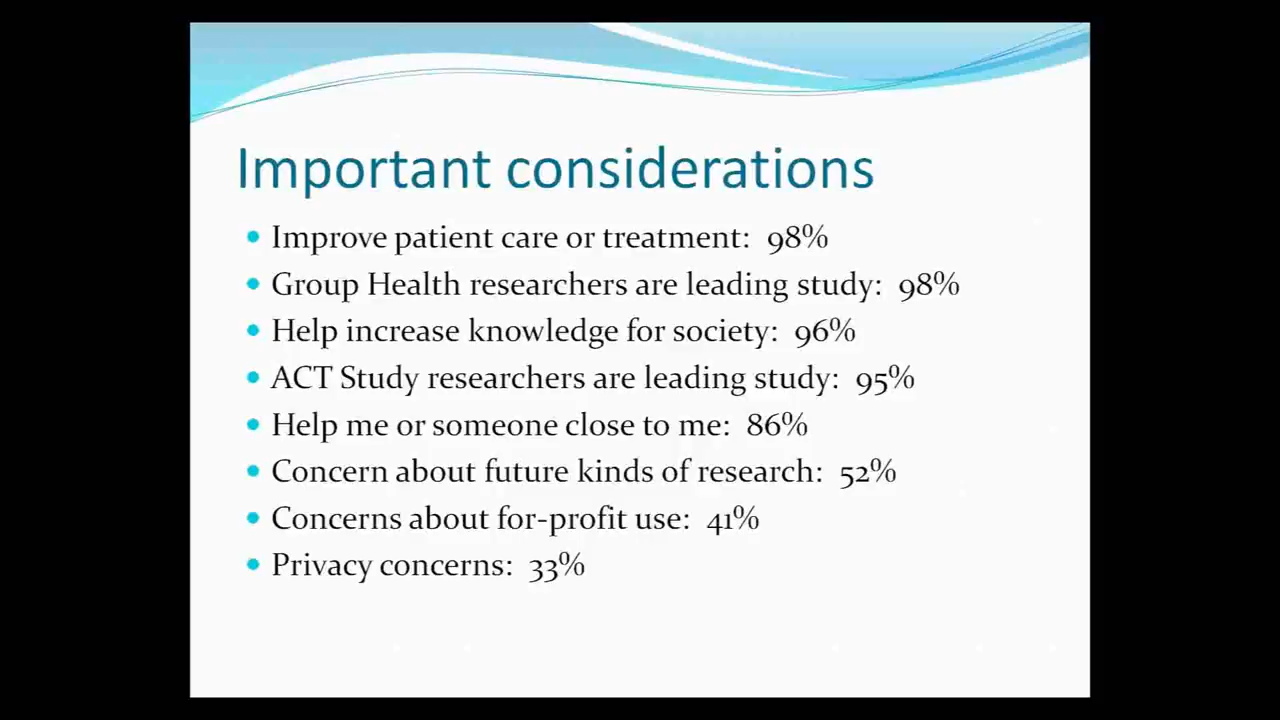 Important considerations
• Improve patient care or treatment: 98%
• Group Health researchers are leading study: 98%
• Help increase knowledge for society: 96%
• ACT Study researchers are leading study: 95%
• Help me or someone close to me: 86%
• Concern about future kinds of research: 52%
• Concerns about for-profit use: 41%
• Privacy concerns: 33%